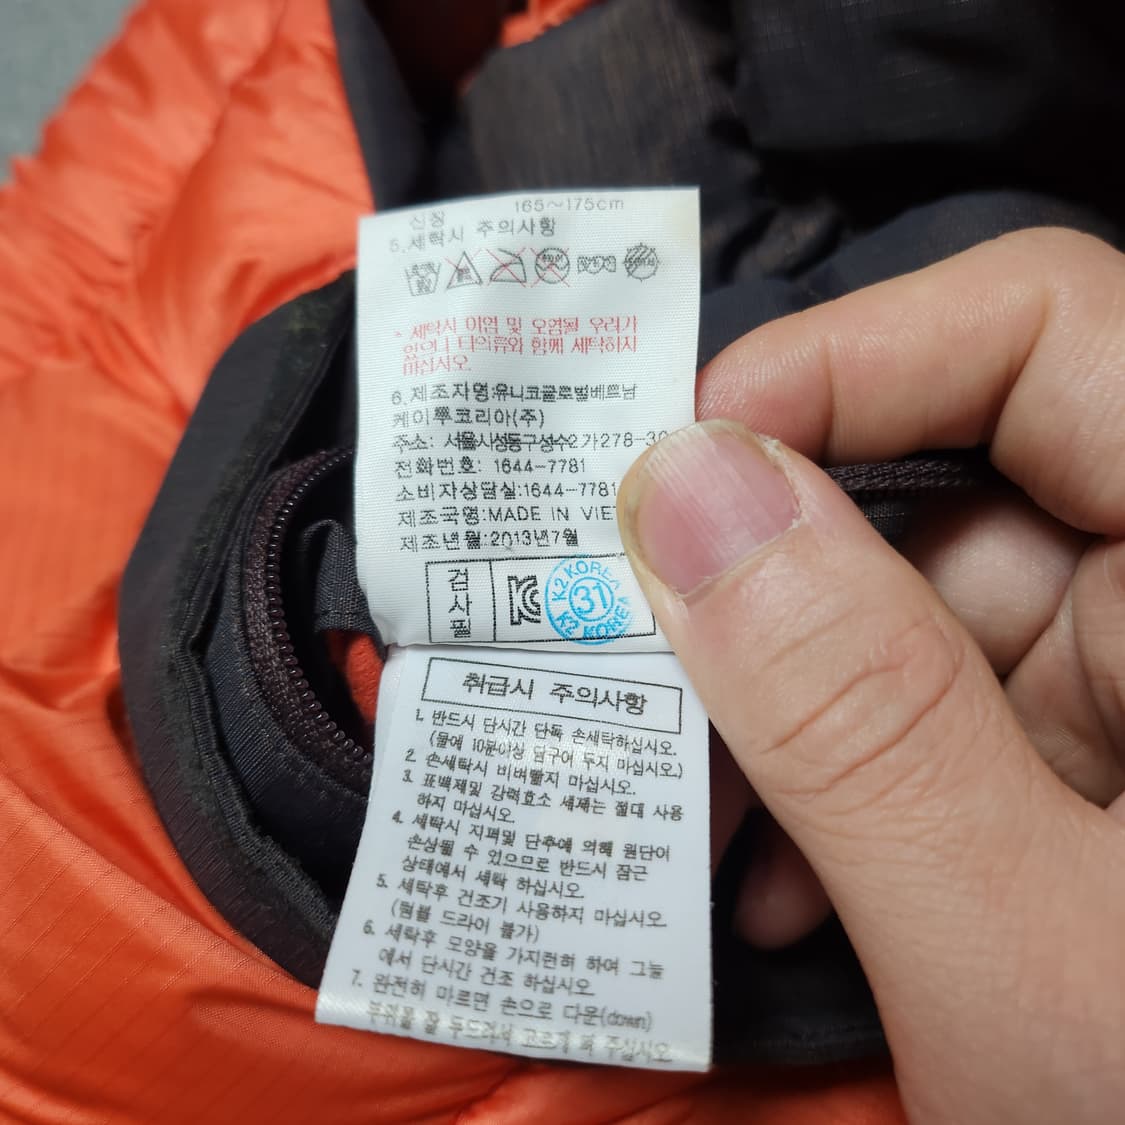 신장 165~175cm
5.세탁시 주의사항
* 세탁시 이염 및 오염될 우려가
있으니 타의류와 함께 세탁하지
마십시오.
6.제조자명:유니코글로벌베트남
케이투코리아(주)
주소: 서울시성동구성수2가278-30
전화번호: 1644-7781
소비자상담실:1644-7781
제조국명:MADE IN VIET
제조년월:2013년7월
검사필
K2 KOREA
31
K2 KOREA
취급시 주의사항
1. 반드시 단시간 단독 손세탁하십시오.
(물에 10분이상 담구어 두지 마십시오.)
2. 손세탁시 비벼빨지 마십시오.
3. 표백제및 강력효소 세제는 절대 사용
하지 마십시오.
4. 세탁시 지퍼및 단추에 의해 원단이
손상될 수 있으므로 반드시 잠근
상태에서 세탁 하십시오.
5. 세탁후 건조기 사용하지 마십시오
(텀블 드라이 불가)
6. 세탁후 모양을 가지런히 하여 그늘
에서 단시간 건조 하십시오.
7. 완전히 마르면 손으로 다운(down)
부위를 잘 두드려서 고르게 펴 주십시오